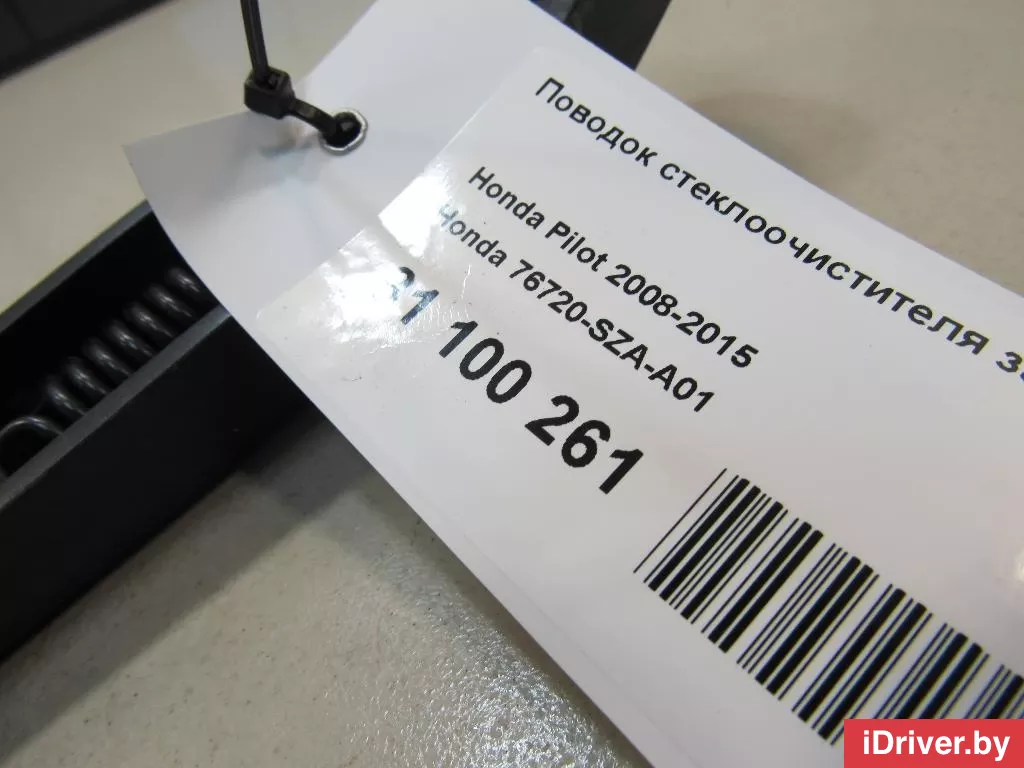 Поводок стеклоочистителя
Honda Pilot 2008-2015
Honda 76720-SZA-A01
100 261
iDriver.by